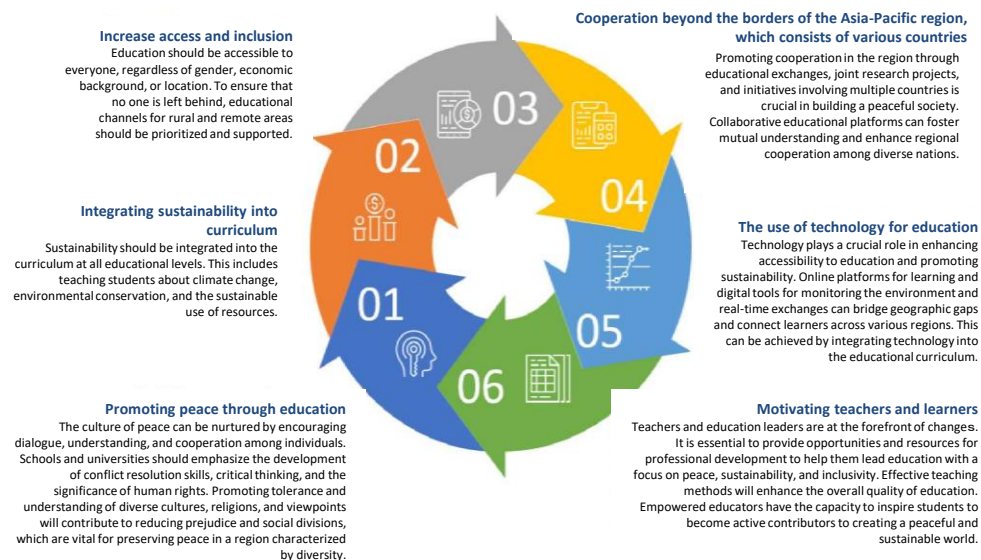 Increase access and inclusion
Education should be accessible to
everyone, regardless of gender, economic
background, or location. To ensure that
no one is left behind, educational
channels for rural and remote areas
should be prioritized and supported.
Integrating sustainability into
curriculum
Sustainability should be integrated into the
curriculum at all educational levels. This includes
teaching students about climate change,
environmental conservation, and the sustainable
use of resources.
Promoting peace through education
The culture of peace can be nurtured by encouraging
dialogue, understanding, and cooperation among individuals.
Schools and universities should emphasize the development
of conflict resolution skills, critical thinking, and the
significance of human rights. Promoting tolerance and
understanding of diverse cultures, religions, and viewpoints
will contribute to reducing prejudice and social divisions,
which are vital for preserving peace in a region characterized
by diversity.
01
02
03
04
05
06
Cooperation beyond the borders of the Asia-Pacific region,
which consists of various countries
Promoting cooperation in the region through
educational exchanges, joint research projects,
and initiatives involving multiple countries is
crucial in building a peaceful society.
Collaborative educational platforms can foster
mutual understanding and enhance regional
cooperation among diverse nations.
The use of technology for education
Technology plays a crucial role in enhancing
accessibility to education and promoting
sustainability. Online platforms for learning and
digital tools for monitoring the environment and
real-time exchanges can bridge geographic gaps
and connect learners across various regions. This
can be achieved by integrating technology into
the educational curriculum.
Motivating teachers and learners
Teachers and education leaders are at the forefront of changes.
It is essential to provide opportunities and resources for
professional development to help them lead education with a
focus on peace, sustainability, and inclusivity. Effective teaching
methods will enhance the overall quality of education.
Empowered educators have the capacity to inspire students to
become active contributors to creating a peaceful and
sustainable world.